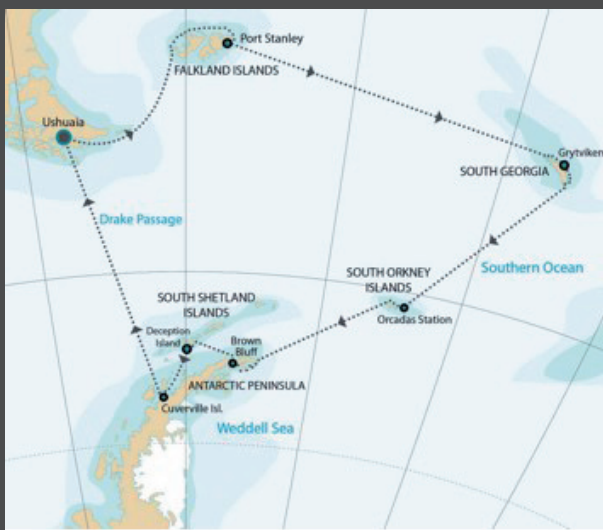 Port Stanley
FALKLAND ISLANDS
Ushuaia
Grytviken
SOUTH GEORGIA
Drake Passage
Southern Ocean
SOUTH ORKNEY
ISLANDS
Orcadas Station
SOUTH SHETLAND
ISLANDS
Deception
Island
Brown
Bluff
ANTARCTIC PENINSULA
Cuverville Isl.
Weddell Sea